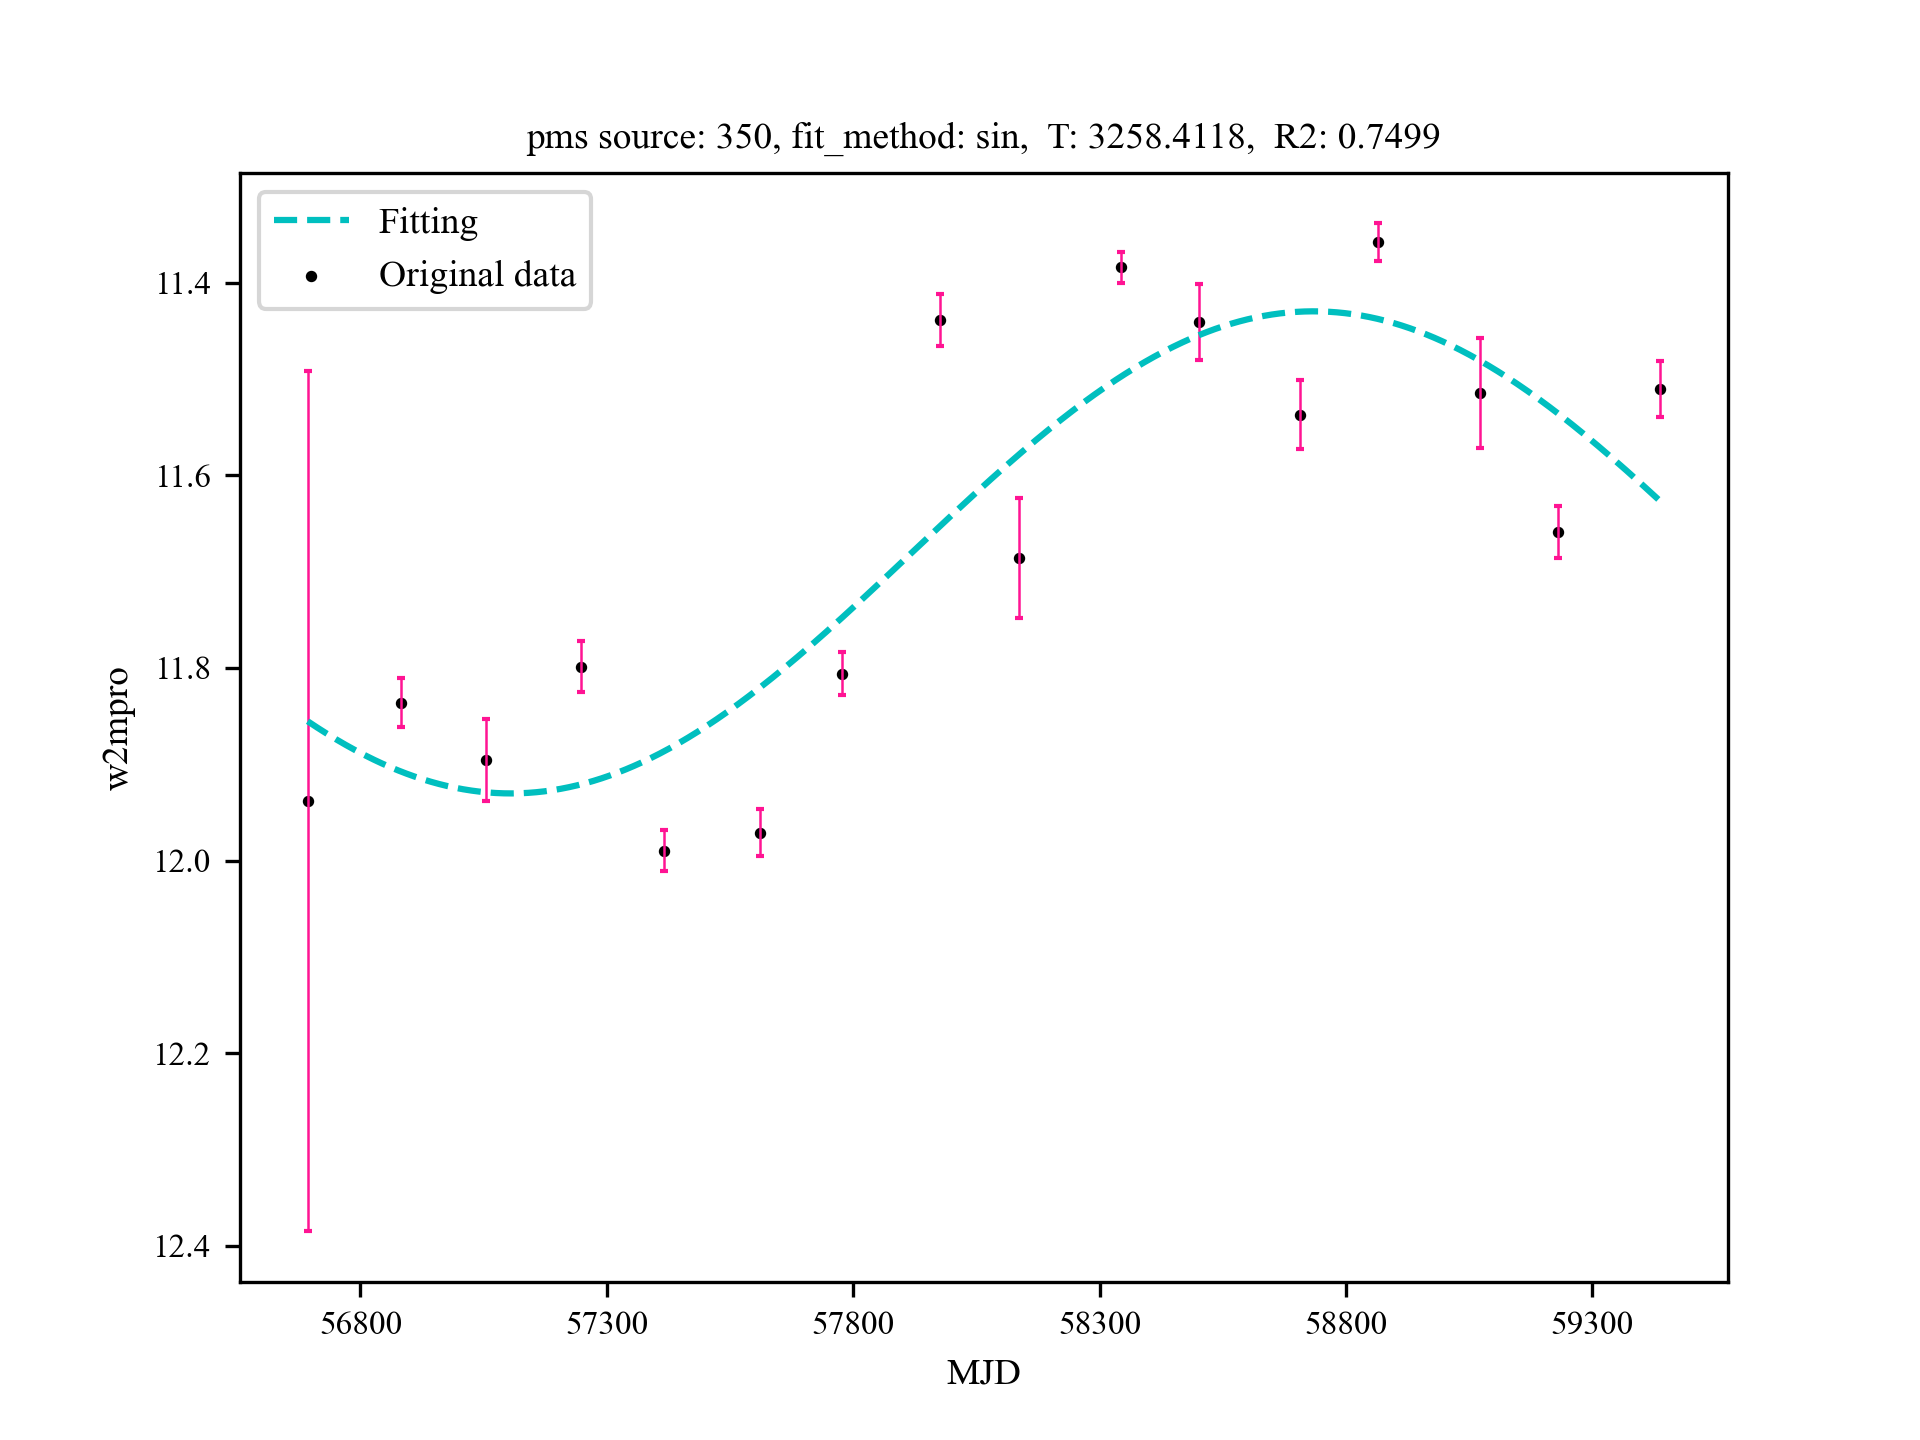 pms source: 350, fit_method: sin,  T: 3258.4118,  R2: 0.7499
Fitting
Original data
11.4
11.6
11.8
12.0
12.2
12.4
w2mpro
56800
57300
57800
58300
58800
59300
MJD